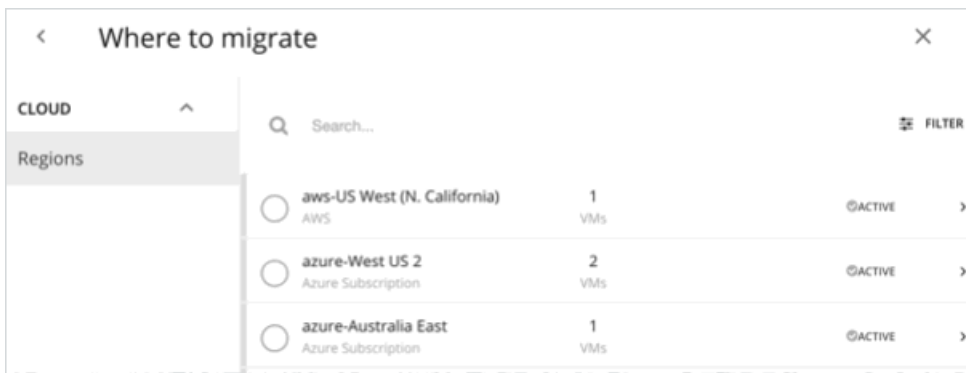 Where to migrate
CLOUD
Search...
FILTER
Regions
aws-US West (N. California)
1
AWS
VMs
ACTIVE
azure-West US 2
2
Azure Subscription
VMs
ACTIVE
azure-Australia East
1
Azure Subscription
VMs
ACTIVE